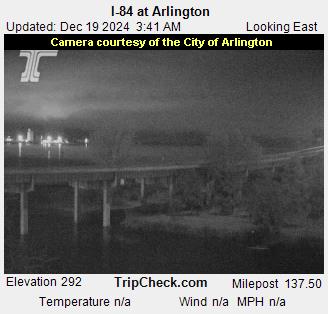 I-84 at Arlington
Updated: Dec 19 2024 3:41 AM Looking East
Camera courtesy of the City of Arlington
Elevation 292 TripCheck.com Milepost 137.50
Temperature n/a Wind n/a MPH n/a